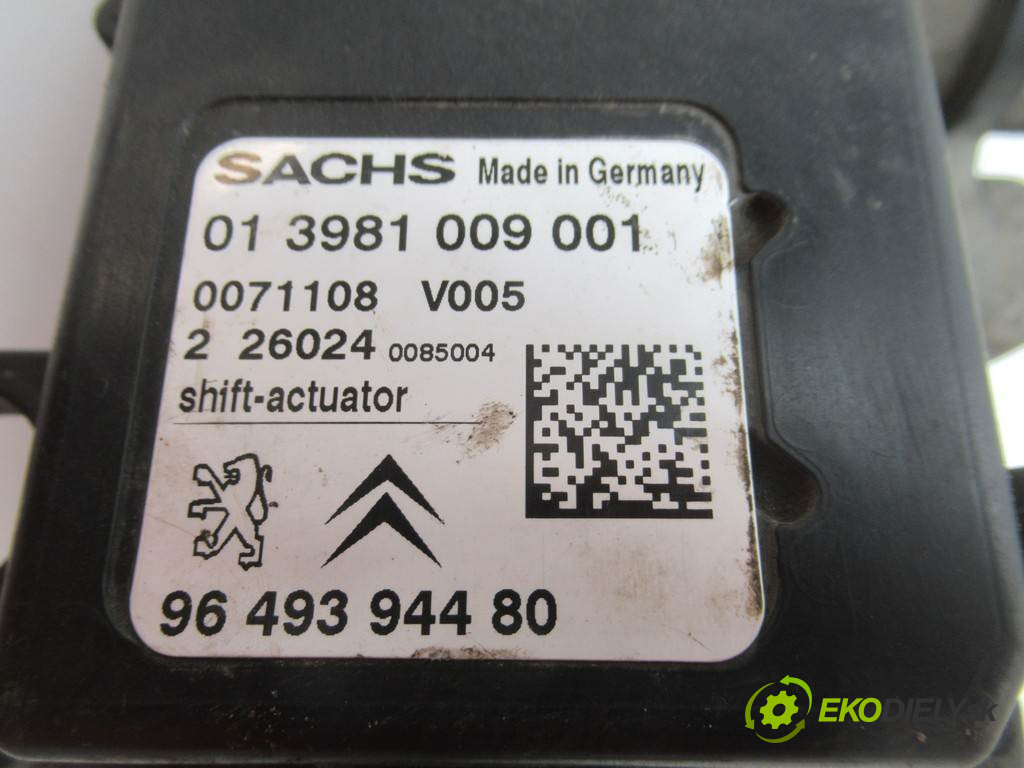 SACHS Made in Germany
01 3981 009 001
0071108 V005
2 26024 0085004
shift-actuator
96 493 944 80
EKODIELY.sk